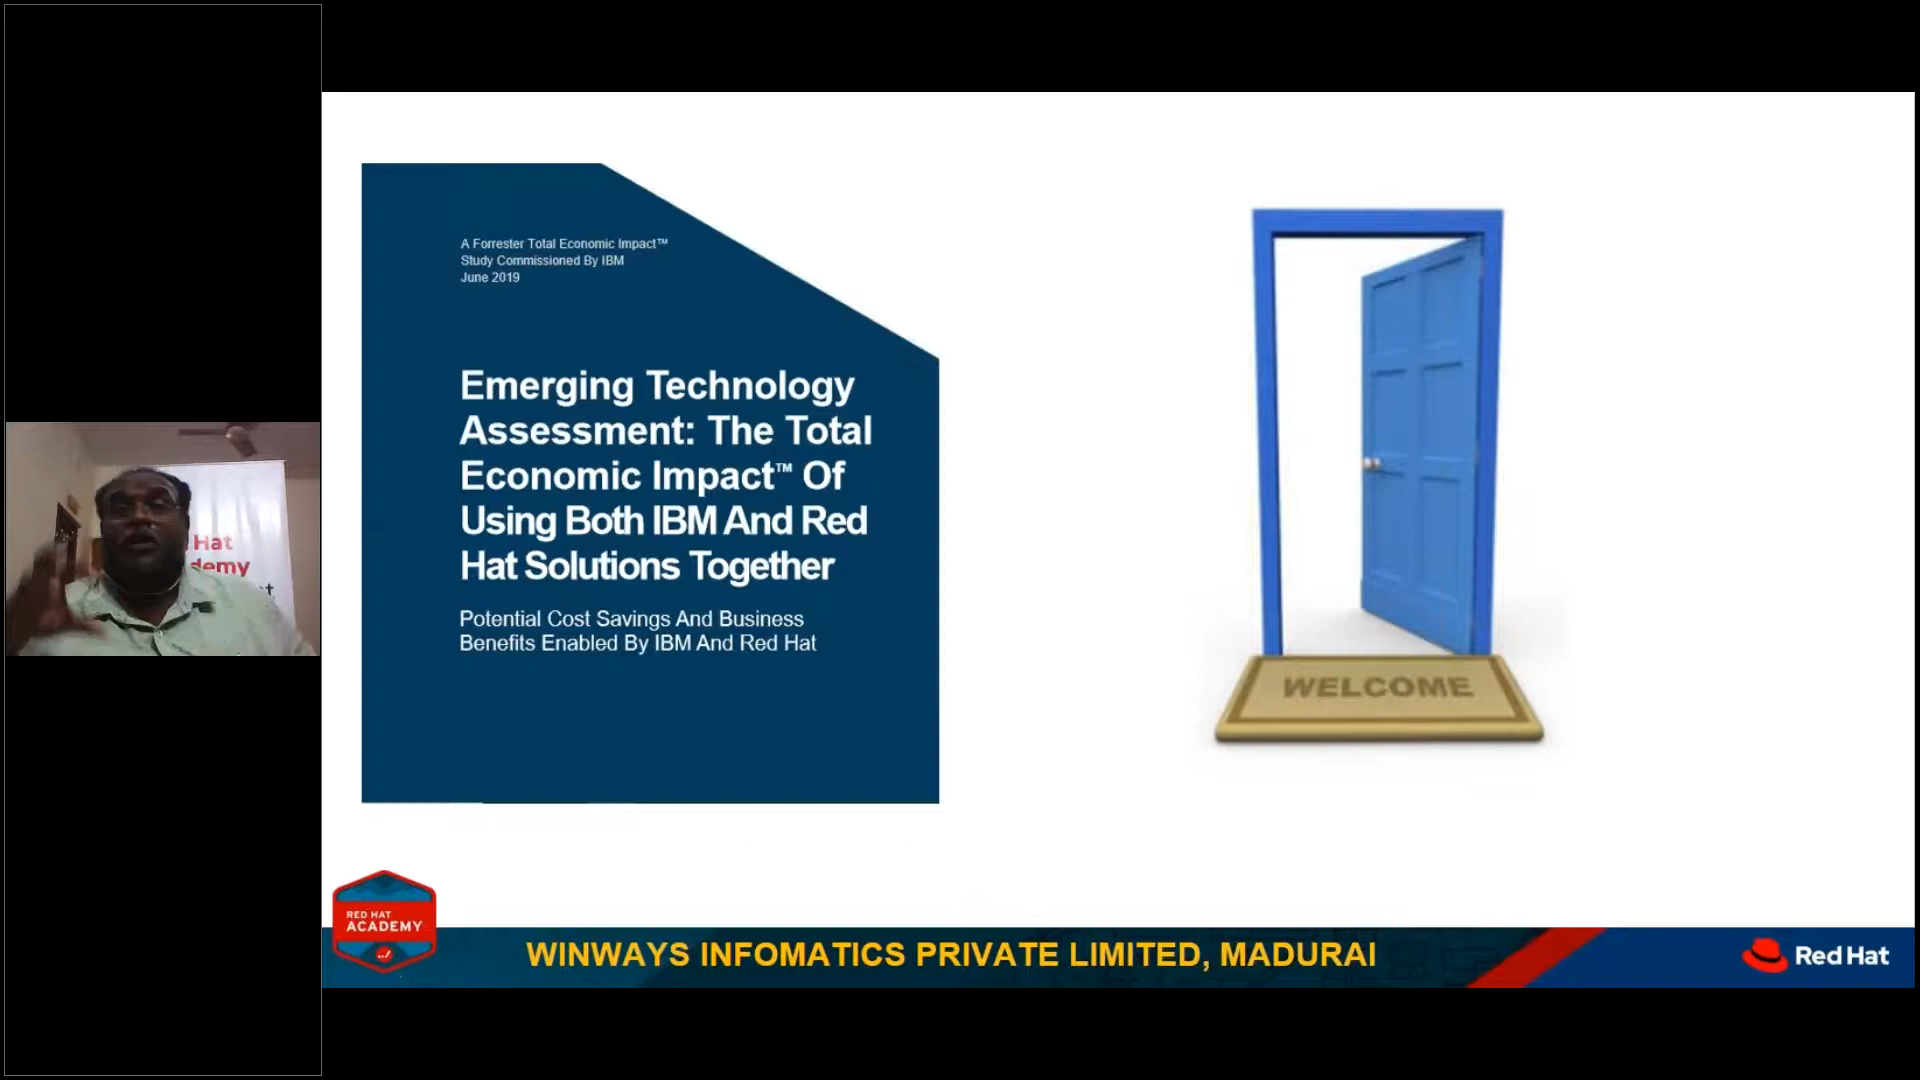 Hat
demy
A Forrester Total Economic Impact™
Study Commissioned By IBM
June 2019
Emerging Technology
Assessment: The Total
Economic Impact™ Of
Using Both IBM And Red
Hat Solutions Together
Potential Cost Savings And Business
Benefits Enabled By IBM And Red Hat
WELCOME
RED HAT
ACADEMY
WINWAYS INFOMATICS PRIVATE LIMITED, MADURAI
Red Hat